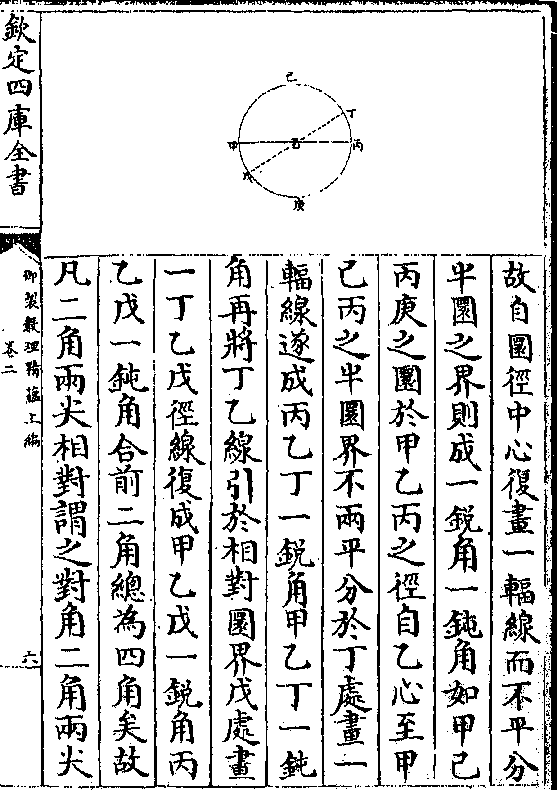 欽定四庫全書
御製數理精蘊上編
卷二
六
己
丁
甲
乙
丙
戊
庚
故自圜徑中心復畫一輻線而不平分
半圜之界則成一鋭角一鈍角如甲己
丙庚之圜於甲乙丙之徑自乙心至甲
己丙之半圜界不兩平分於丁處畫一
輻線遂成丙乙丁一鋭角甲乙丁一鈍
角再將丁乙線引於相對圜界戊處畫
一丁乙戊徑線復成甲乙戊一鋭角丙
乙戊一鈍角合前二角總為四角矣故
凡二角兩尖相對謂之對角二角兩尖